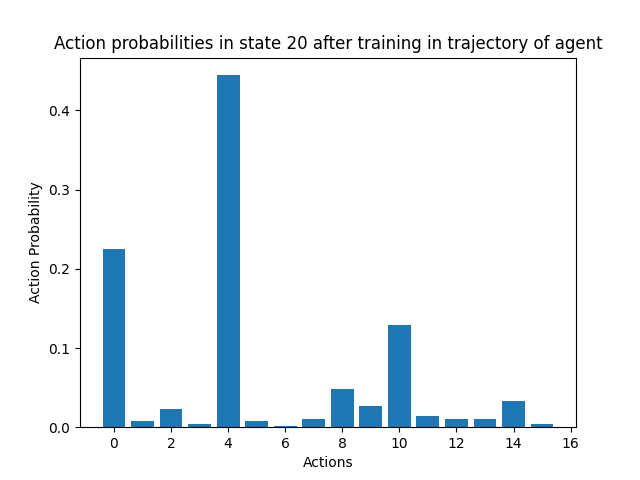 Action probabilities in state 20 after training in trajectory of agent
Action Probability
0.4
0.3
0.2
0.1
0.0
0 2 4 6 8 10 12 14 16
Actions